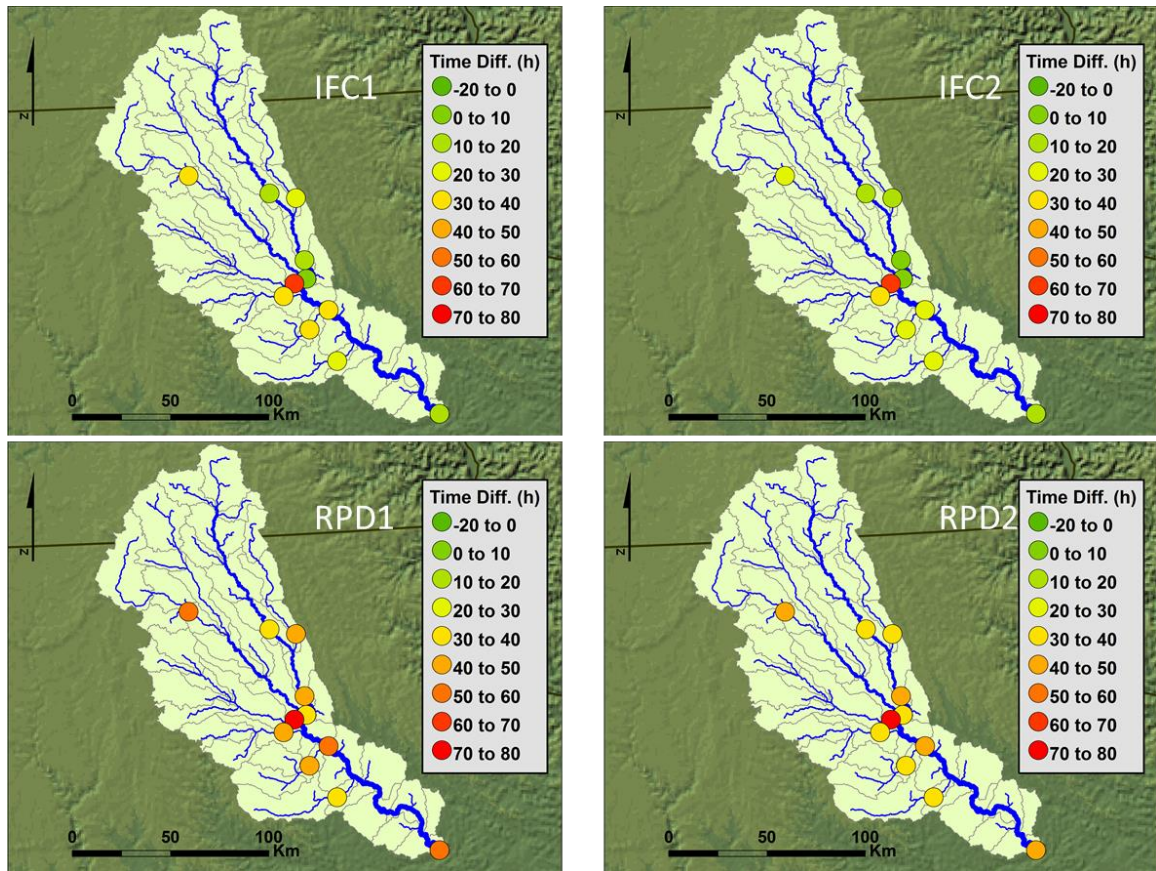 IFC1
Time Diff. (h)
-20 to 0
0 to 10
10 to 20
20 to 30
30 to 40
40 to 50
50 to 60
60 to 70
70 to 80
N
0 50 100
Km
IFC2
Time Diff. (h)
-20 to 0
0 to 10
10 to 20
20 to 30
30 to 40
40 to 50
50 to 60
60 to 70
70 to 80
N
0 50 100
Km
RPD1
Time Diff. (h)
-20 to 0
0 to 10
10 to 20
20 to 30
30 to 40
40 to 50
50 to 60
60 to 70
70 to 80
N
0 50 100
Km
RPD2
Time Diff. (h)
-20 to 0
0 to 10
10 to 20
20 to 30
30 to 40
40 to 50
50 to 60
60 to 70
70 to 80
N
0 50 100
Km